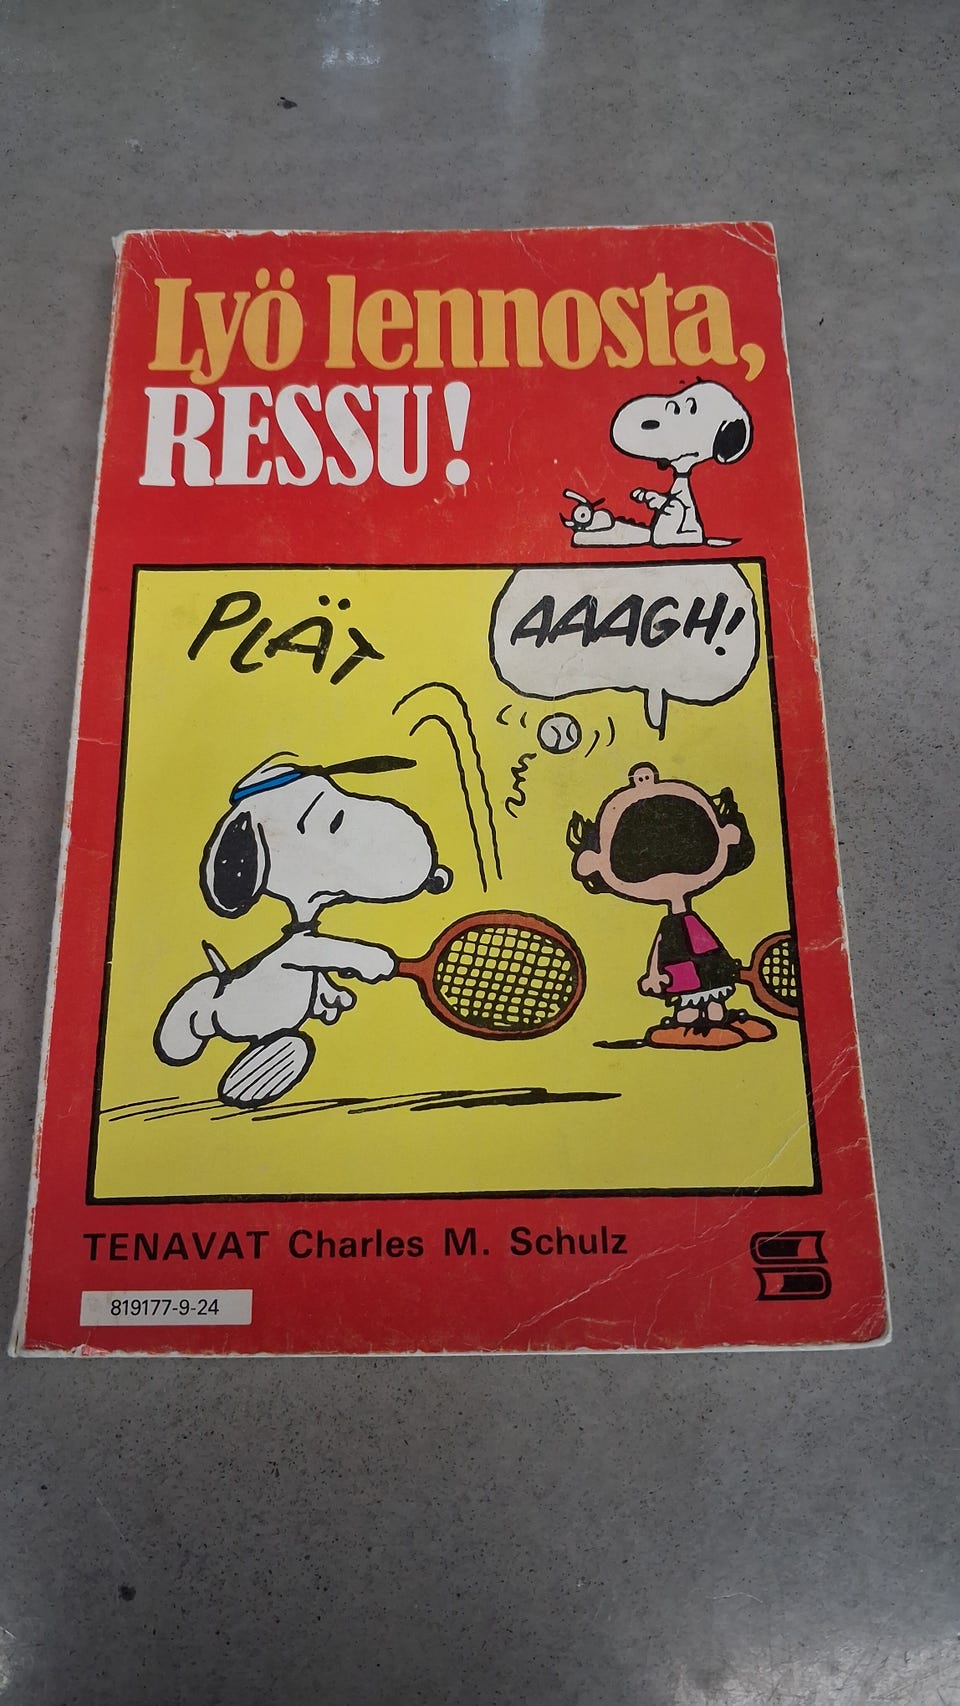 Lyö lennosta,
RESSU!
PLÄT
AAAGH!
TENAVAT Charles M. Schulz
819177-9-24